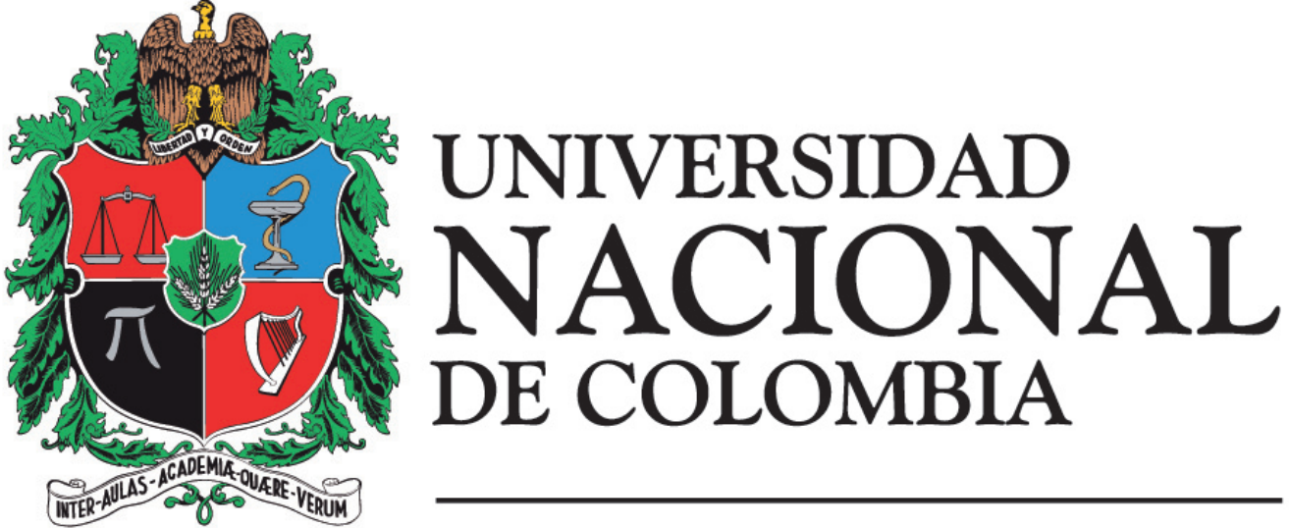 LIBERTAD Y ORDEN
UNIVERSIDAD
NACIONAL
DE COLOMBIA
π
INTER-AULAS-ACADEMIÆ-QUÆRE-VERUM